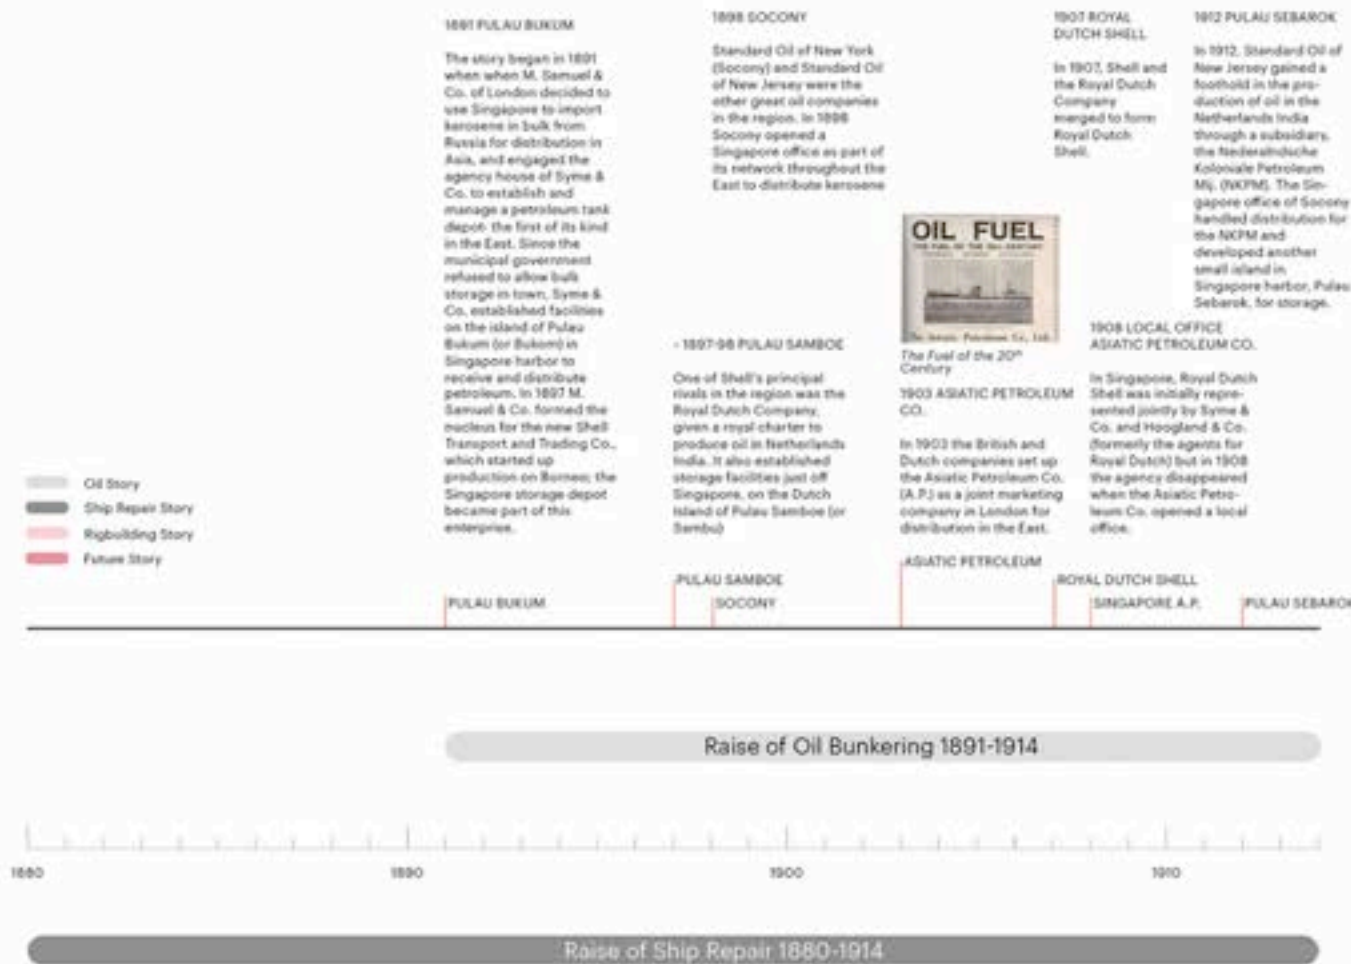 1891 PULAU BUKUM
The story began in 1891
when when M. Samuel &
Co. of London decided to
use Singapore to import
kerosene in bulk from
Russia for distribution in
Asia, and engaged the
agency house of Syme &
Co. to establish and
manage a petroleum tank
depot- the first of its kind
in the East. Since the
municipal government
refused to allow bulk
storage in town, Syme &
Co. established facilities
on the island of Pulau
Bukum (or Bukom) in
Singapore harbor to
receive and distribute
petroleum. In 1897 M.
Samuel & Co. formed the
nucleus for the new Shell
Transport and Trading Co.,
which started up
production on Borneo; the
Singapore storage depot
became part of this
enterprise.
1898 SOCONY
Standard Oil of New York
(Socony) and Standard Oil
of New Jersey were the
other great oil companies
in the region. In 1898
Socony opened a
Singapore office as part of
its network throughout the
East to distribute kerosene
1907 ROYAL
DUTCH SHELL
In 1907, Shell and
the Royal Dutch
Company
merged to form
Royal Dutch
Shell.
1912 PULAU SEBAROK
In 1912, Standard Oil of
New Jersey gained a
foothold in the pro-
duction of oil in the
Netherlands India
through a subsidiary,
the Nederalndsche
Koloniale Petroleum
Mij. (NKPM). The Sin-
gapore office of Socony
handled distribution for
the NKPM and
developed another
small island in
Singapore harbor, Pulau
Sebarok, for storage.
- 1897-98 PULAU SAMBOE
One of Shell's principal
rivals in the region was the
Royal Dutch Company,
given a royal charter to
produce oil in Netherlands
India. It also established
storage facilities just off
Singapore, on the Dutch
Island of Pulau Samboe (or
Sambu)
OIL FUEL
THE FUEL OF THE 20TH CENTURY
The Asiatic Petroleum Co., Ltd.
The Fuel of the 20th
Century
1903 ASIATIC PETROLEUM
CO.
In 1903 the British and
Dutch companies set up
the Asiatic Petroleum Co.
(A.P.) as a joint marketing
company in London for
distribution in the East.
1908 LOCAL OFFICE
ASIATIC PETROLEUM CO.
In Singapore, Royal Dutch
Shell was initially repre-
sented jointly by Syme &
Co. and Hoogland & Co.
(formerly the agents for
Royal Dutch) but in 1908
the agency disappeared
when the Asiatic Petro-
leum Co. opened a local
office.
Oil Story
Ship Repair Story
Rigbuilding Story
Future Story
PULAU BUKUM
PULAU SAMBOE
SOCONY
ASIATIC PETROLEUM
ROYAL DUTCH SHELL
SINGAPORE A.P.
PULAU SEBAROK
Raise of Oil Bunkering 1891-1914
1880
1890
1900
1910
Raise of Ship Repair 1880-1914